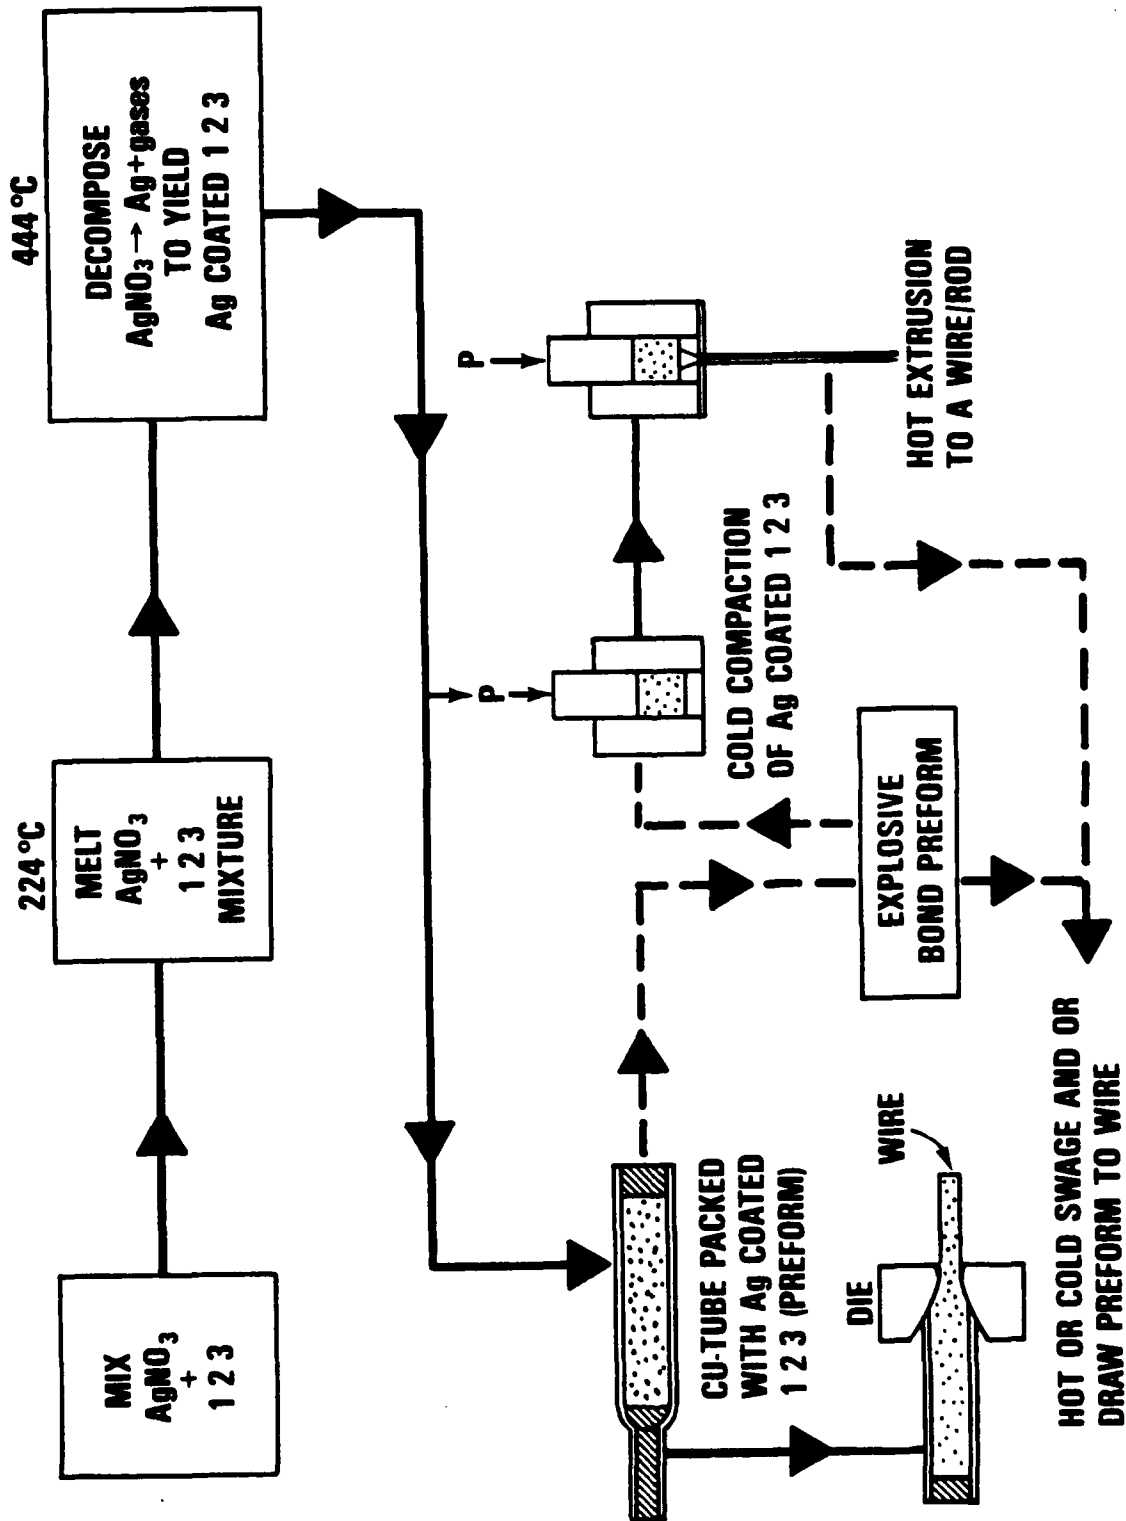 MIX
AgNO₃
+
1 2 3
224°C
MELT
AgNO₃
+
1 2 3
MIXTURE
444°C
DECOMPOSE
AgNO₃ → Ag+gases
TO YIELD
Ag COATED 1 2 3
CU-TUBE PACKED
WITH Ag COATED
1 2 3 (PREFORM)
P
COLD COMPACTION
OF Ag COATED 1 2 3
P
HOT EXTRUSION
TO A WIRE/ROD
EXPLOSIVE
BOND PREFORM
DIE
WIRE
HOT OR COLD SWAGE AND OR
DRAW PREFORM TO WIRE